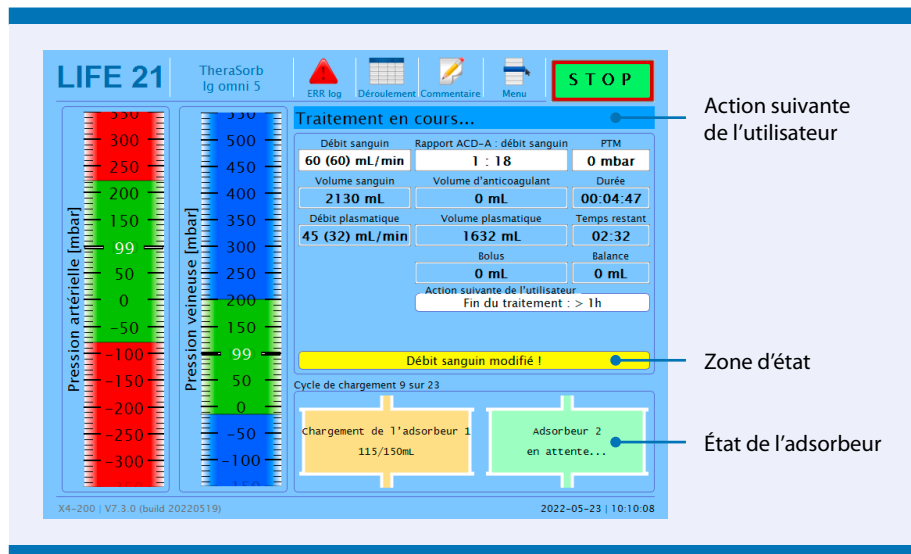 LIFE 21
TheraSorb
Ig omni 5
ERR log
Déroulement
Commentaire
Menu
STOP
Traitement en cours...
Action suivante
de l'utilisateur
Pression artérielle [mbar]
300
250
200
150
99
50
0
-50
-100
-150
-200
-250
-300
Pression veineuse [mbar]
500
450
400
350
300
250
200
150
99
50
0
-50
-100
Débit sanguin
Rapport ACD-A : débit sanguin
PTM
60 (60) mL/min
1 : 18
0 mbar
Volume sanguin
Volume d'anticoagulant
Durée
2130 mL
0 mL
00:04:47
Débit plasmatique
Volume plasmatique
Temps restant
45 (32) mL/min
1632 mL
02:32
Bolus
Balance
0 mL
0 mL
Action suivante de l'utilisateur
Fin du traitement : > 1h
Débit sanguin modifié !
Zone d'état
Cycle de chargement 9 sur 23
Chargement de l'adsorbeur 1
115/150mL
Adsorbeur 2
en attente...
État de l'adsorbeur
X4-200 | V7.3.0 (build 20220519)
2022-05-23 | 10:10:08